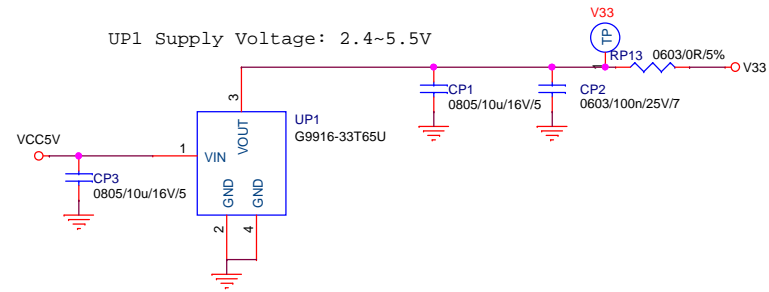 V33
UP1 Supply Voltage: 2.4~5.5V
TP
RP13 0603/0R/5%
V33
1
3
CP1
0805/10u/16V/5
CP2
0603/100n/25V/7
UP1
G9916-33T65U
VOUT
VCC5V
1
VIN
CP3
0805/10u/16V/5
GND
GND
2
4